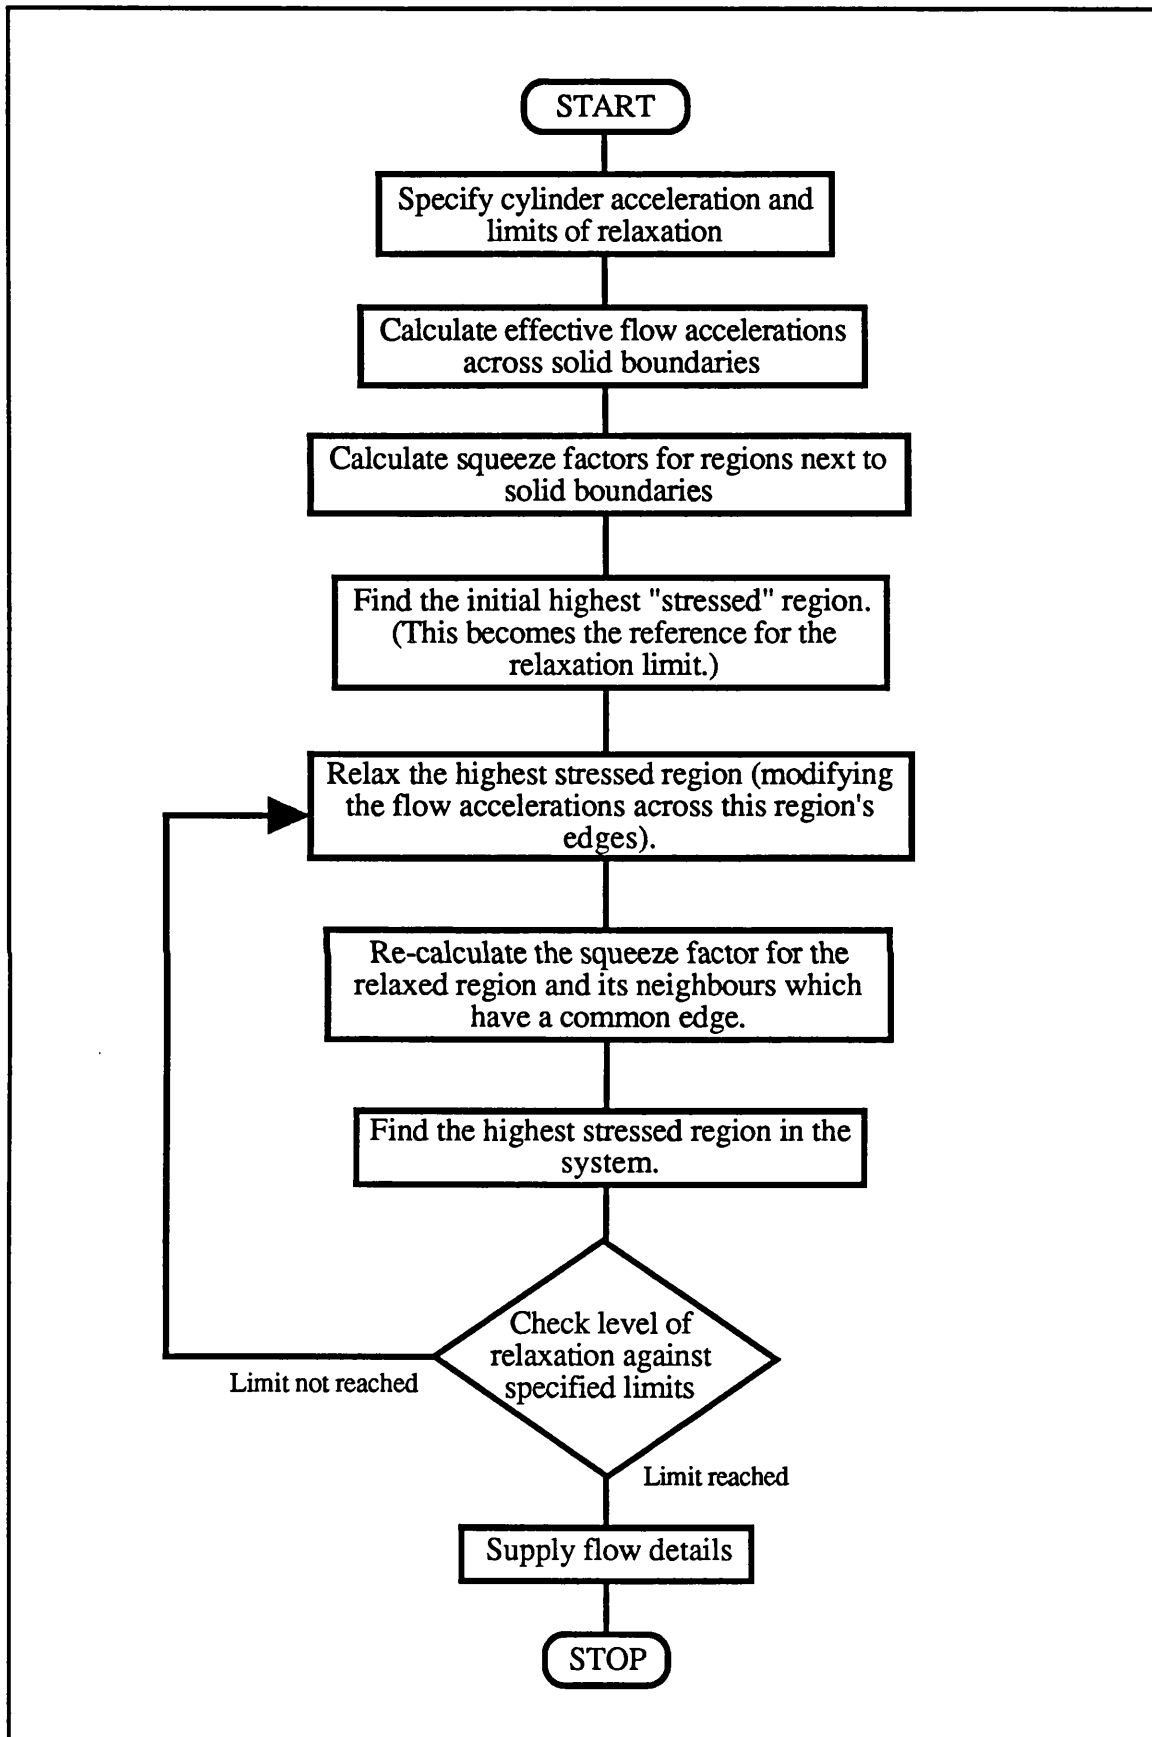 START
Specify cylinder acceleration and
limits of relaxation
Calculate effective flow accelerations
across solid boundaries
Calculate squeeze factors for regions next to
solid boundaries
Find the initial highest "stressed" region.
(This becomes the reference for the
relaxation limit.)
Relax the highest stressed region (modifying
the flow accelerations across this region's
edges).
Re-calculate the squeeze factor for the
relaxed region and its neighbours which
have a common edge.
Find the highest stressed region in the
system.
Check level of
relaxation against
specified limits
Limit not reached
Limit reached
Supply flow details
STOP